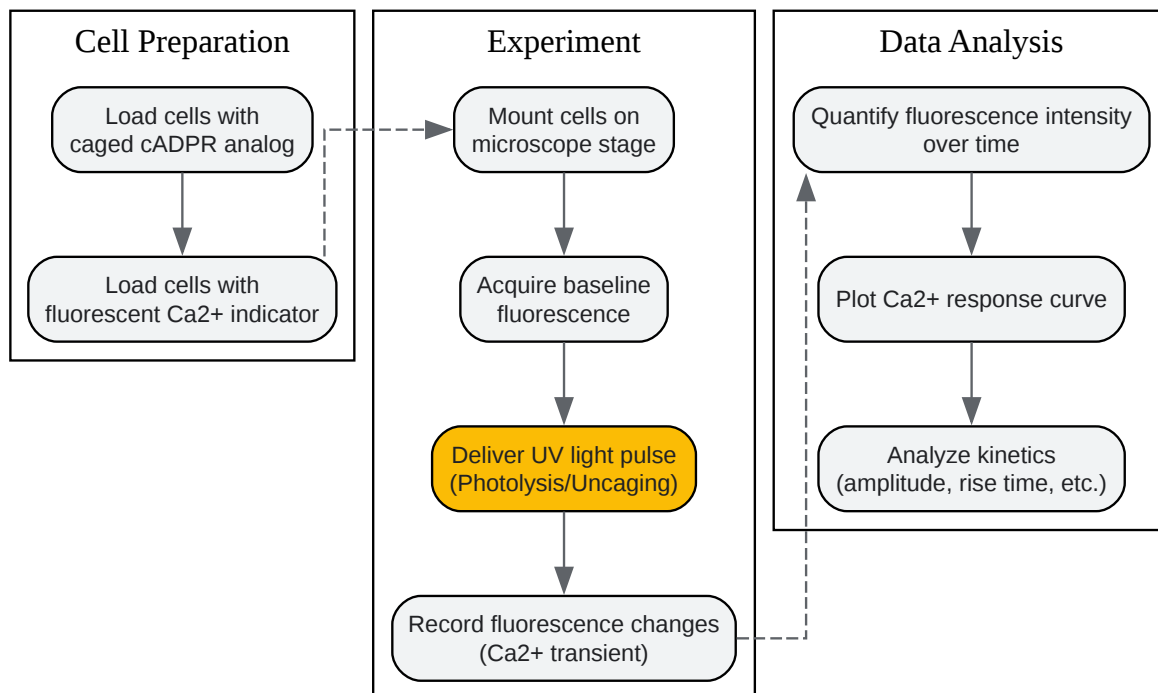 Cell Preparation
Load cells with
caged cADPR analog
Load cells with
fluorescent Ca2+ indicator
Experiment
Mount cells on
microscope stage
Acquire baseline
fluorescence
Deliver UV light pulse
(Photolysis/Uncaging)
Record fluorescence changes
(Ca2+ transient)
Data Analysis
Quantify fluorescence intensity
over time
Plot Ca2+ response curve
Analyze kinetics
(amplitude, rise time, etc.)